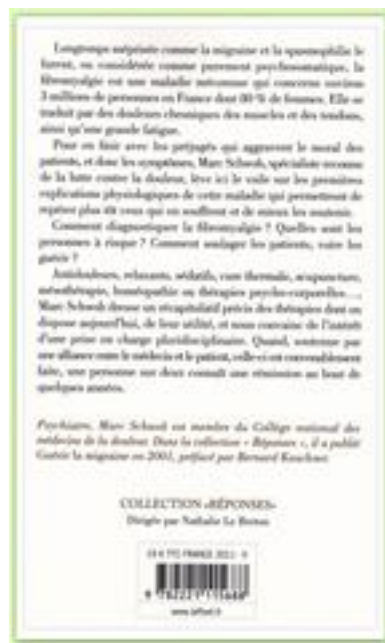 Longtemps méprisée comme la migraine et la spasmophilie le
furent, ou considérée comme purement psychosomatique, la
fibromyalgie est une maladie méconnue qui concerne environ
3 millions de personnes en France dont 80 % de femmes. Elle se
traduit par des douleurs chroniques des muscles et des tendons,
ainsi qu'une grande fatigue.
Pour en finir avec les préjugés qui aggravent le moral des
patients, et donc les symptômes, Marc Schwob, spécialiste reconnu
de la lutte contre la douleur, lève ici le voile sur les premières
explications physiologiques de cette maladie qui permettent de
repérer plus tôt ceux qui en souffrent et de mieux les soutenir.
Comment diagnostiquer la fibromyalgie ? Quelles sont les
personnes à risque ? Comment soulager les patients, voire les
guérir ?
Antidouleurs, relaxants, sédatifs, cure thermale, acupuncture,
mésothérapie, homéopathie ou thérapies psycho-corporelles…,
Marc Schwob dresse un récapitulatif précis des thérapies dont on
dispose aujourd'hui, de leur utilité, et nous convainc de l'intérêt
d'une prise en charge pluridisciplinaire. Quand, soutenue par
une alliance entre le médecin et le patient, celle-ci est convenablement
faite, une personne sur deux connaît une rémission au bout de
quelques années.
Psychiatre, Marc Schwob est membre du Collège national des
médecins de la douleur. Dans la collection « Réponses », il a publié
Guérir la migraine en 2001, préfacé par Bernard Kouchner.
COLLECTION «RÉPONSES»
Dirigée par Nathalie Le Breton
9 782221 115688
www.laffont.fr